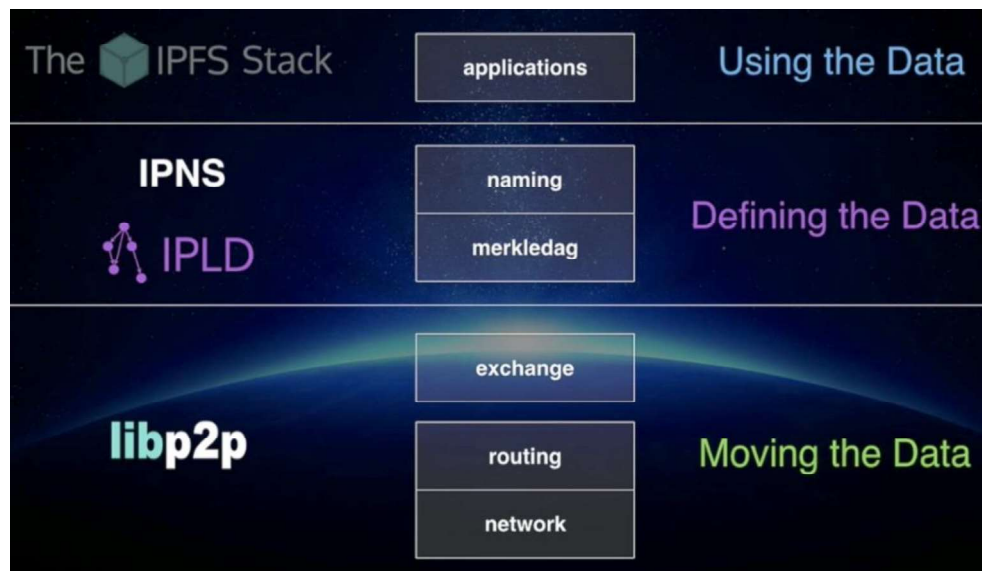 The IPFS Stack
applications
Using the Data
IPNS
naming
Defining the Data
IPLD
merkledag
exchange
libp2p
routing
Moving the Data
network